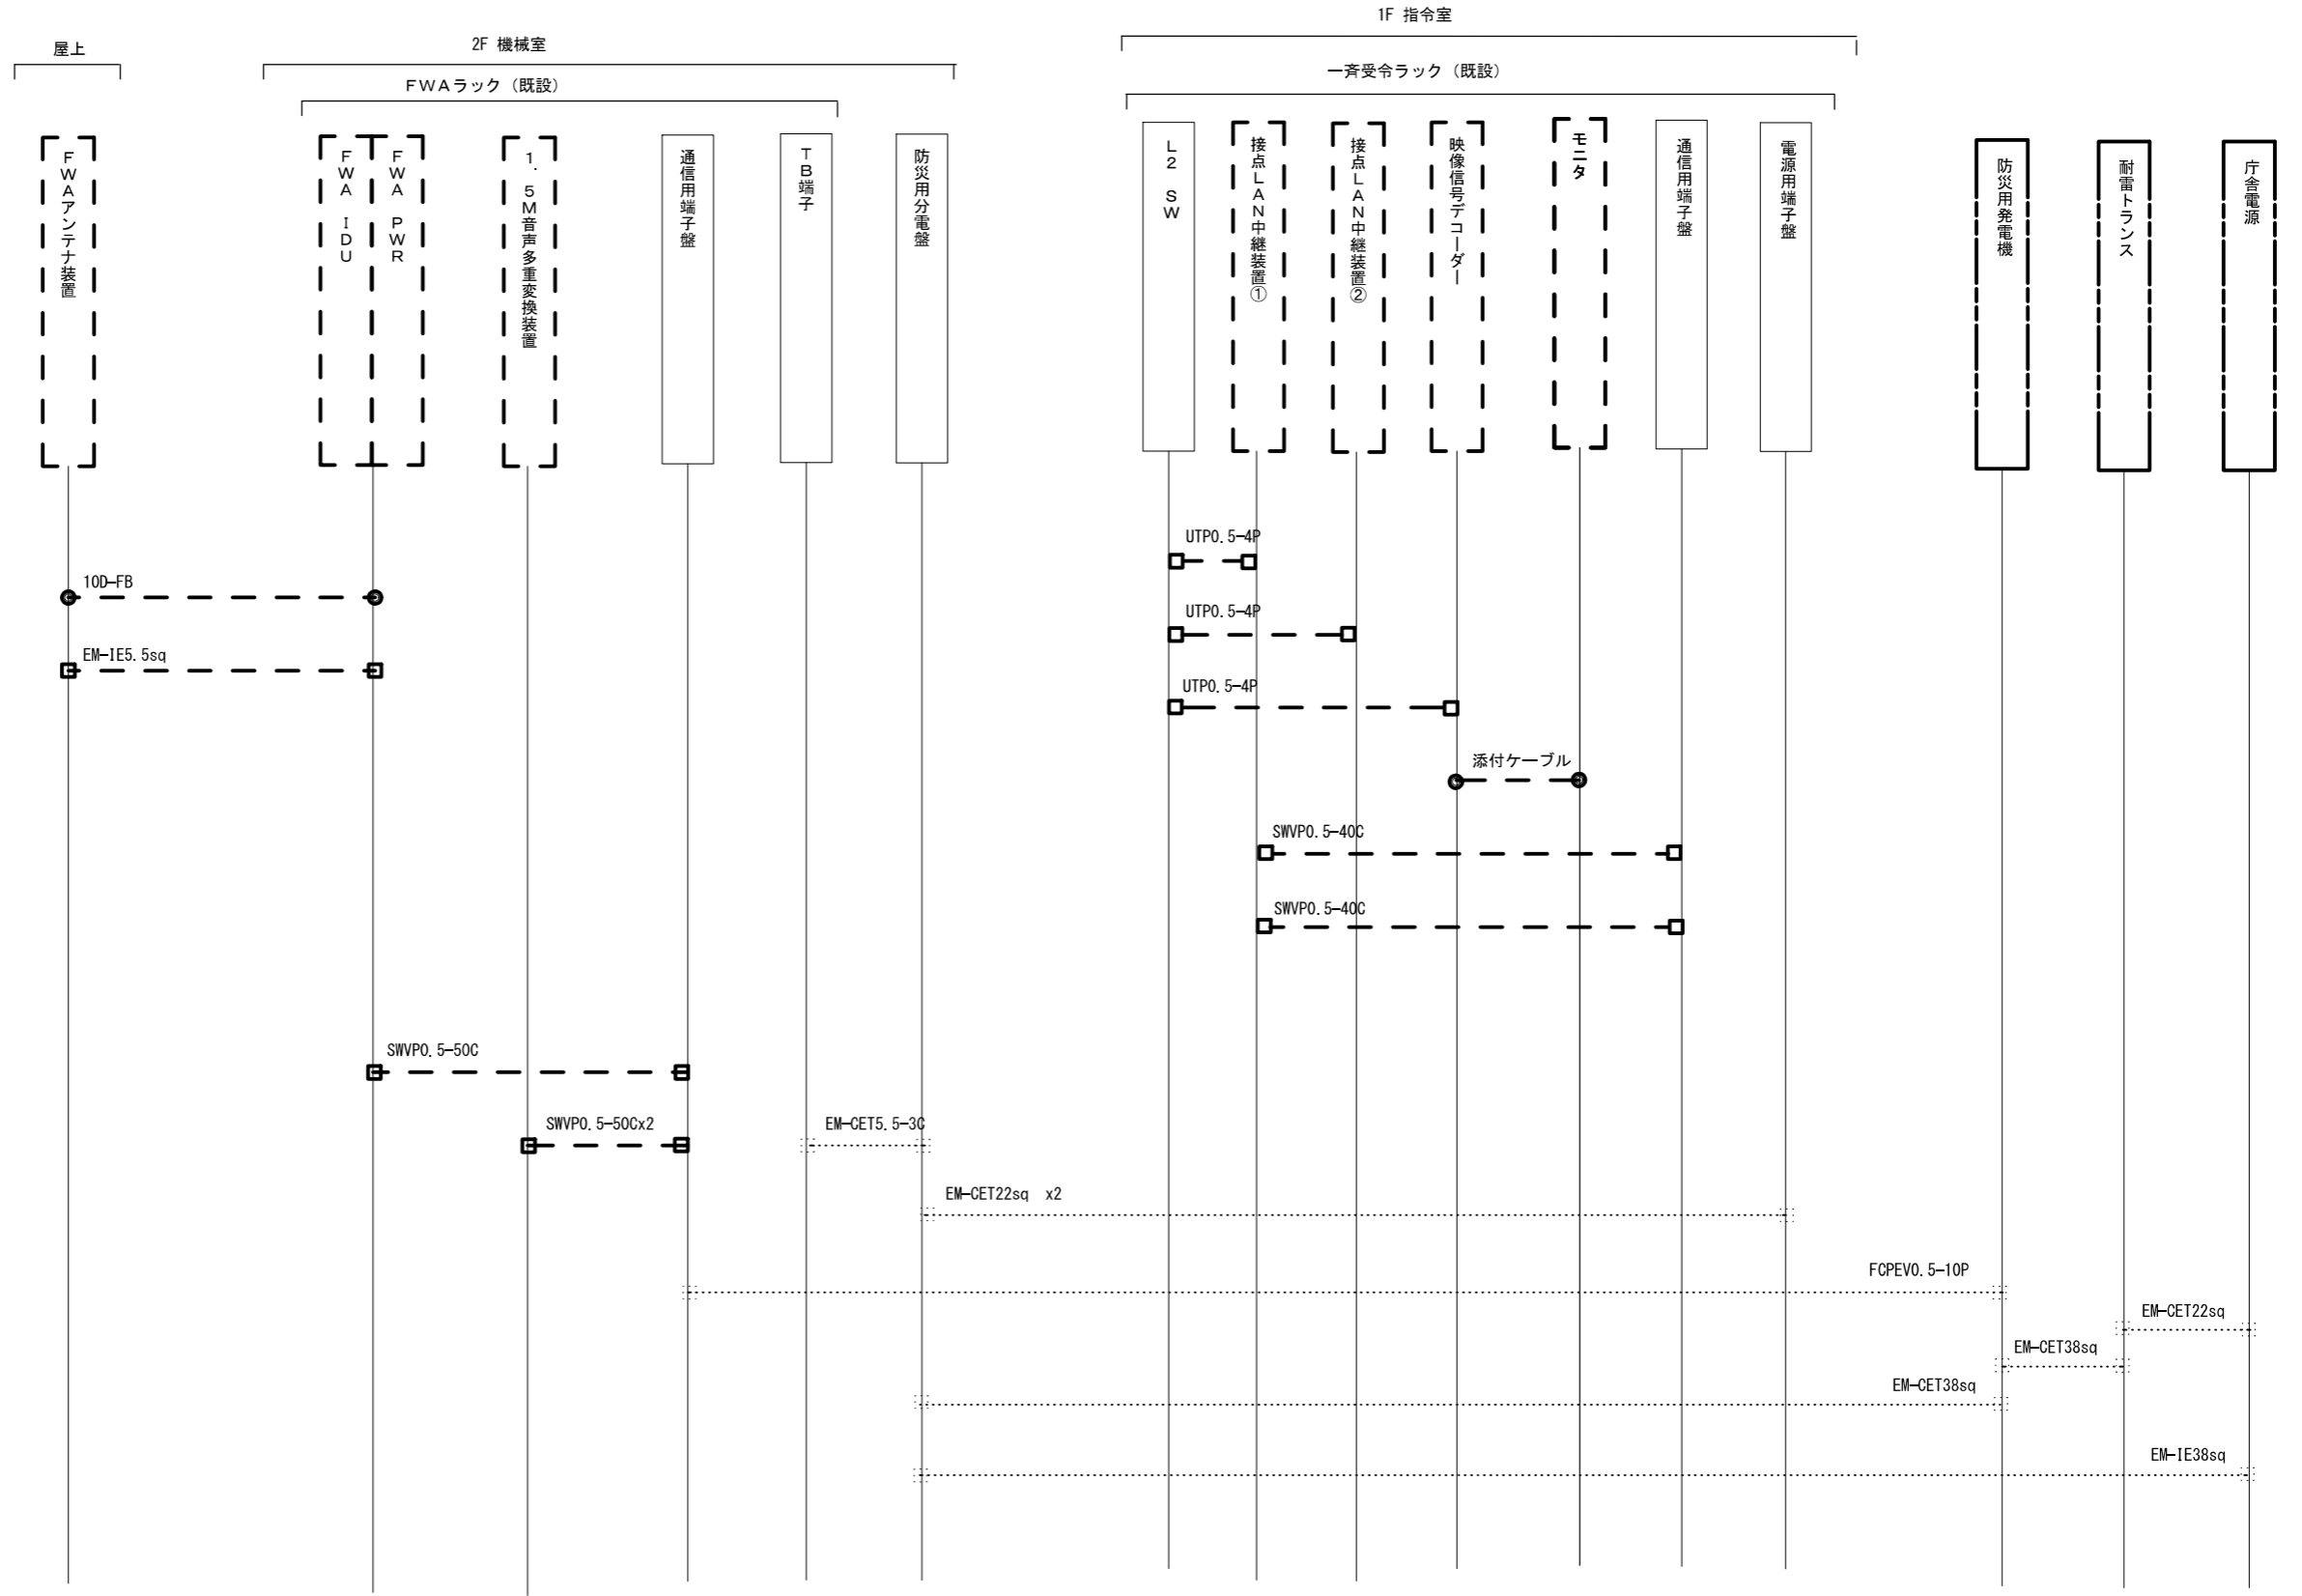 1F 指令室
屋上
2F 機械室
FWAラック（既設）
一斉受令ラック（既設）
FWAアンテナ装置
FWA IDU
FWA PWR
1．5M音声多重変換装置
通信用端子盤
TB端子
防災用分電盤
L2 SW
接点LAN中継装置①
接点LAN中継装置②
映像信号デコーダー
モニタ
通信用端子盤
電源用端子盤
防災用発電機
耐雷トランス
庁舎電源
UTP0.5-4P
10D-FB
UTP0.5-4P
EM-IE5.5sq
UTP0.5-4P
添付ケーブル
SWVP0.5-40C
SWVP0.5-40C
SWVP0.5-50C
SWVP0.5-50Cx2
EM-CET5.5-3C
EM-CET22sq x2
FCPEV0.5-10P
EM-CET22sq
EM-CET38sq
EM-CET38sq
EM-IE38sq